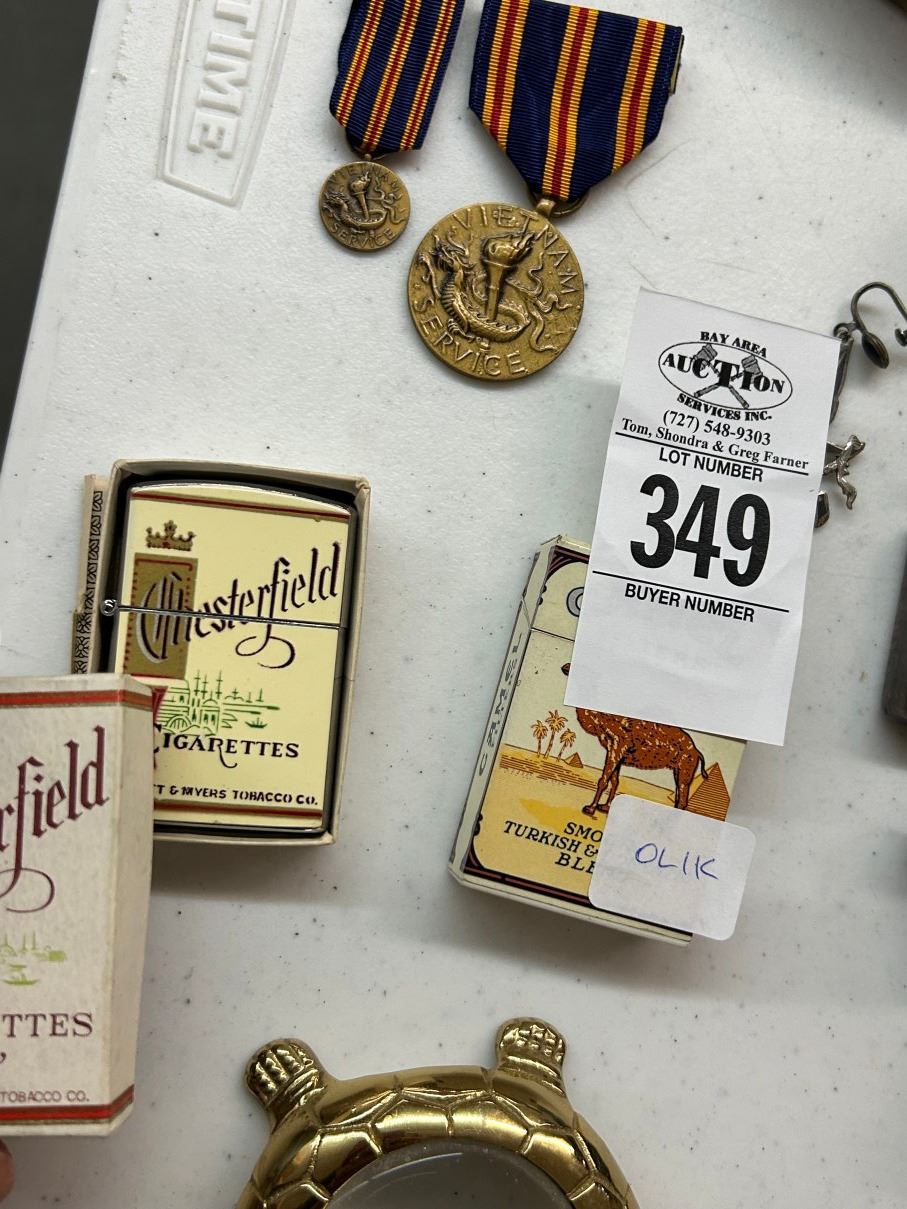 TIME
VIETNAM
SERVICE
VIETNAM
SERVICE
BAY AREA
AUCTION
SERVICES INC.
(727) 548-9303
Tom, Shondra & Greg Farner
LOT NUMBER
349
BUYER NUMBER
Chesterfield
CIGARETTES
T & MYERS TOBACCO CO.
rfield
TTES
TOBACCO CO.
C
CAMEL
SMO
TURKISH &
BLE
OLIK